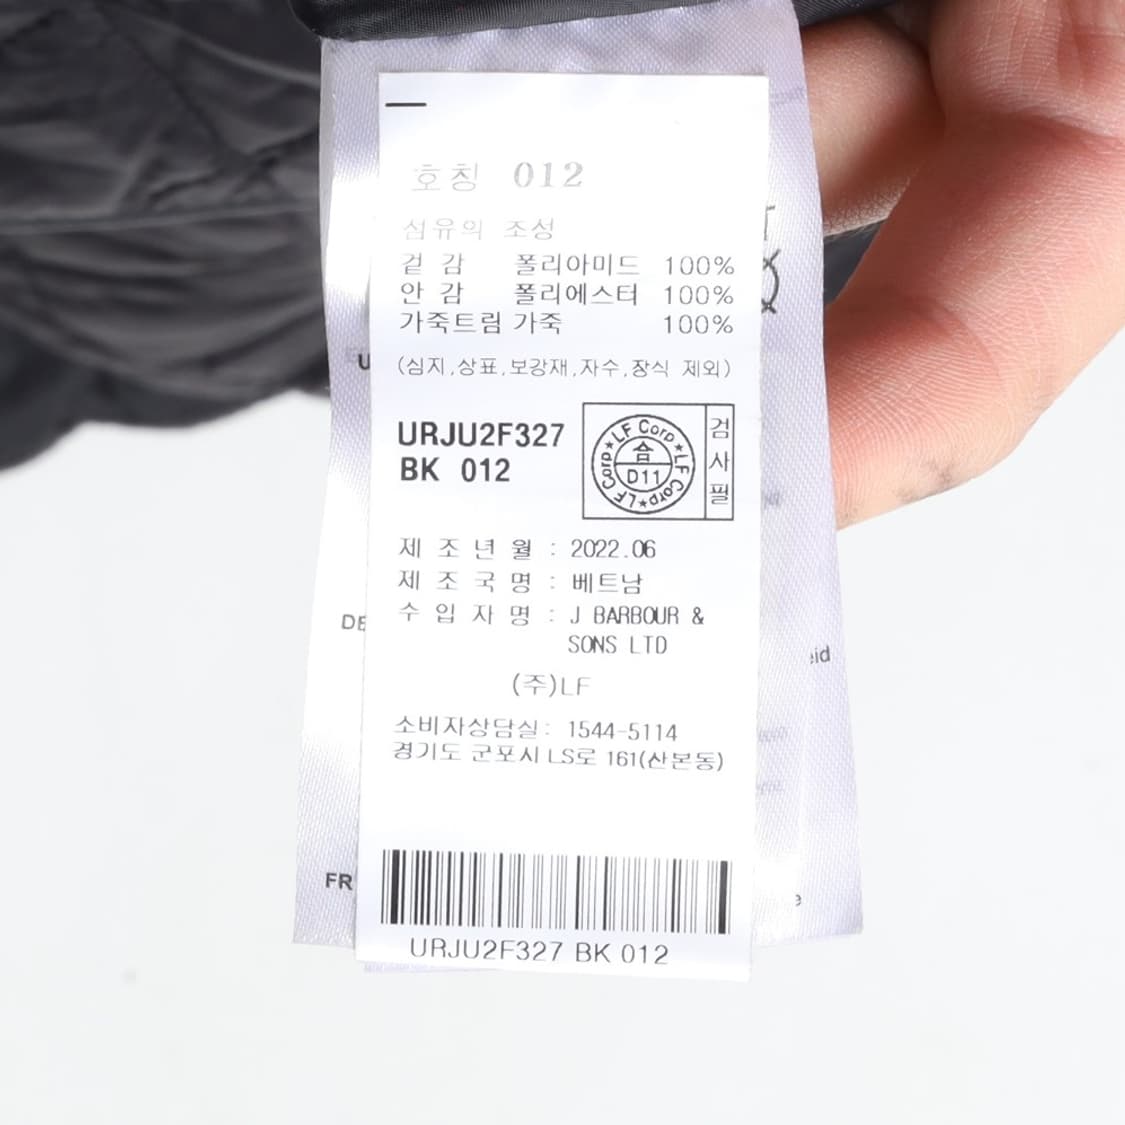 호칭 012
섬유의 조성
겉 감 폴리아미드 100%
안 감 폴리에스터 100%
가죽트림 가죽 100%
(심지,상표,보강재,자수,장식 제외)
URJU2F327
BK 012
LF Corp★LF Corp★LF Corp★
合
D11
검
사
필
제 조 년 월 : 2022.06
제 조 국 명 : 베트남
수 입 자 명 : J BARBOUR &
SONS LTD
(주)LF
소비자상담실: 1544-5114
경기도 군포시 LS로 161(산본동)
URJU2F327 BK 012
FR